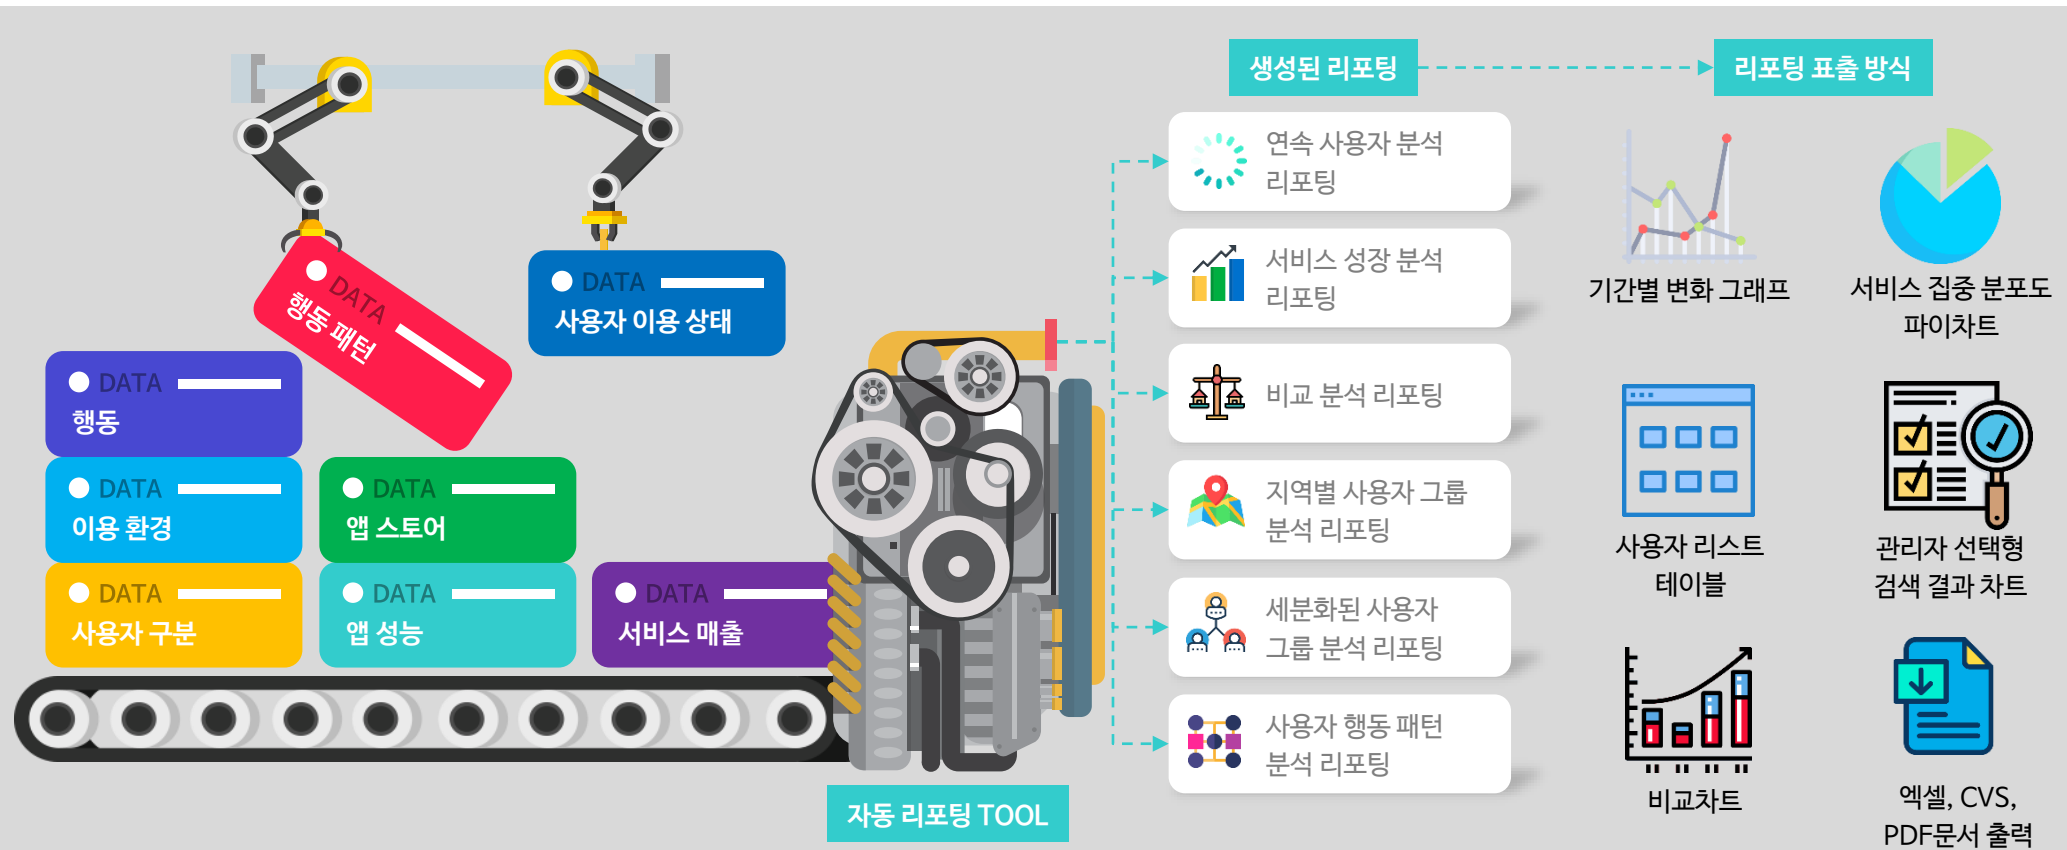 DATA
행동 패턴
DATA
사용자 이용 상태
DATA
행동
DATA
이용 환경
DATA
앱 스토어
DATA
사용자 구분
DATA
앱 성능
DATA
서비스 매출
자동 리포팅 TOOL
생성된 리포팅
연속 사용자 분석
리포팅
서비스 성장 분석
리포팅
비교 분석 리포팅
지역별 사용자 그룹
분석 리포팅
세분화된 사용자
그룹 분석 리포팅
사용자 행동 패턴
분석 리포팅
리포팅 표출 방식
기간별 변화 그래프
서비스 집중 분포도
파이차트
사용자 리스트
테이블
관리자 선택형
검색 결과 차트
비교차트
엑셀, CVS,
PDF문서 출력